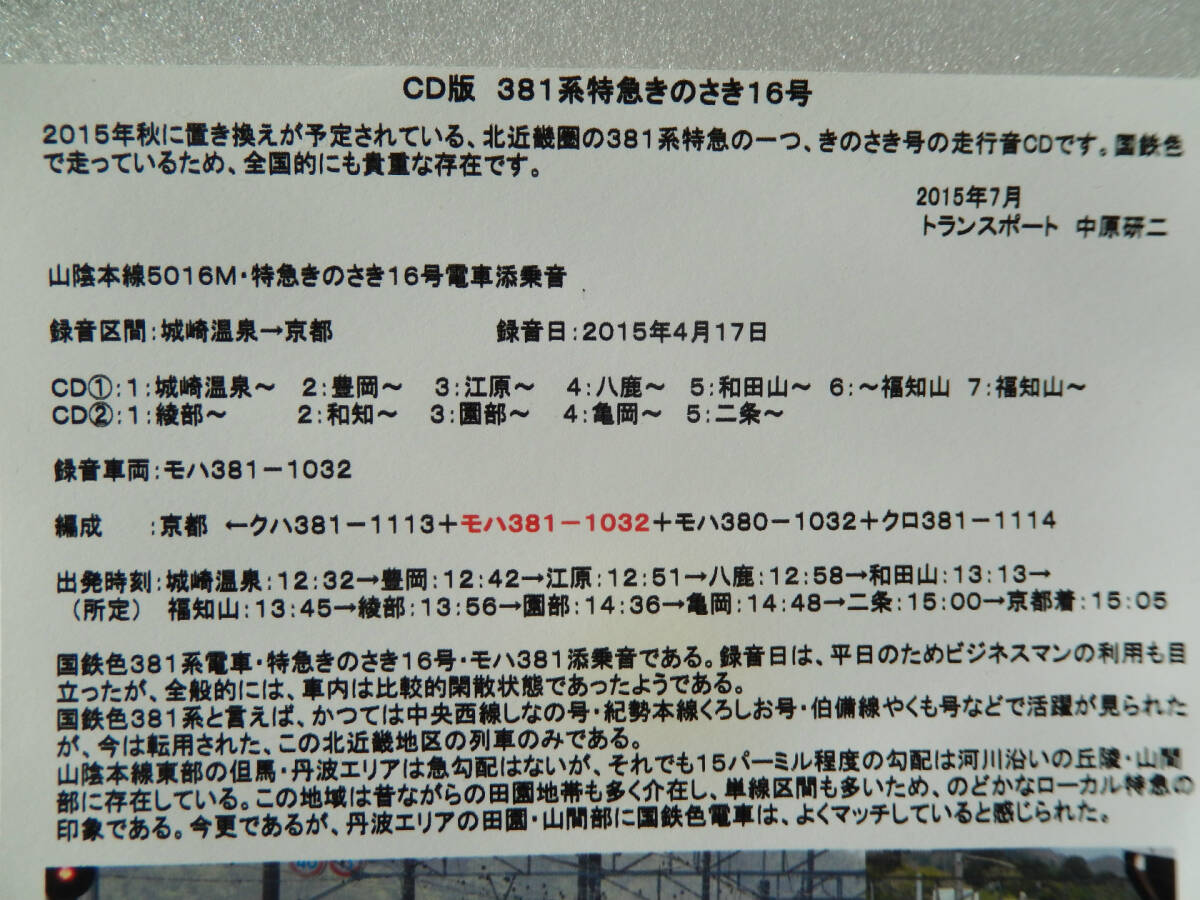 CD版 381系特急きのさき16号
2015年秋に置き換えが予定されている、北近畿圏の381系特急の一つ、きのさき号の走行音CDです。国鉄色
で走っているため、全国的にも貴重な存在です。
2015年7月
トランスポート 中原研二
山陰本線5016M・特急きのさき16号電車添乗音
録音区間:城崎温泉→京都 録音日:2015年4月17日
CD①:1:城崎温泉～ 2:豊岡～ 3:江原～ 4:八鹿～ 5:和田山～ 6:～福知山 7:福知山～
CD②:1:綾部～ 2:和知～ 3:園部～ 4:亀岡～ 5:二条～
録音車両:モハ381-1032
編成 :京都 ←クハ381-1113+モハ381-1032+モハ380-1032+クロ381-1114
出発時刻:城崎温泉:12:32→豊岡:12:42→江原:12:51→八鹿:12:58→和田山:13:13→
(所定) 福知山:13:45→綾部:13:56→園部:14:36→亀岡:14:48→二条:15:00→京都着:15:05
国鉄色381系電車・特急きのさき16号・モハ381添乗音である。録音日は、平日のためビジネスマンの利用も目
立ったが、全般的には、車内は比較的閑散状態であったようである。
国鉄色381系と言えば、かつては中央西線しなの号・紀勢本線くろしお号・伯備線やくも号などで活躍が見られた
が、今は転用された、この北近畿地区の列車のみである。
山陰本線東部の但馬・丹波エリアは急勾配はないが、それでも15パーミル程度の勾配は河川沿いの丘陵・山間
部に存在している。この地域は昔ながらの田園地帯も多く介在し、単線区間も多いため、のどかなローカル特急の
印象である。今更であるが、丹波エリアの田園・山間部に国鉄色電車は、よくマッチしていると感じられた。